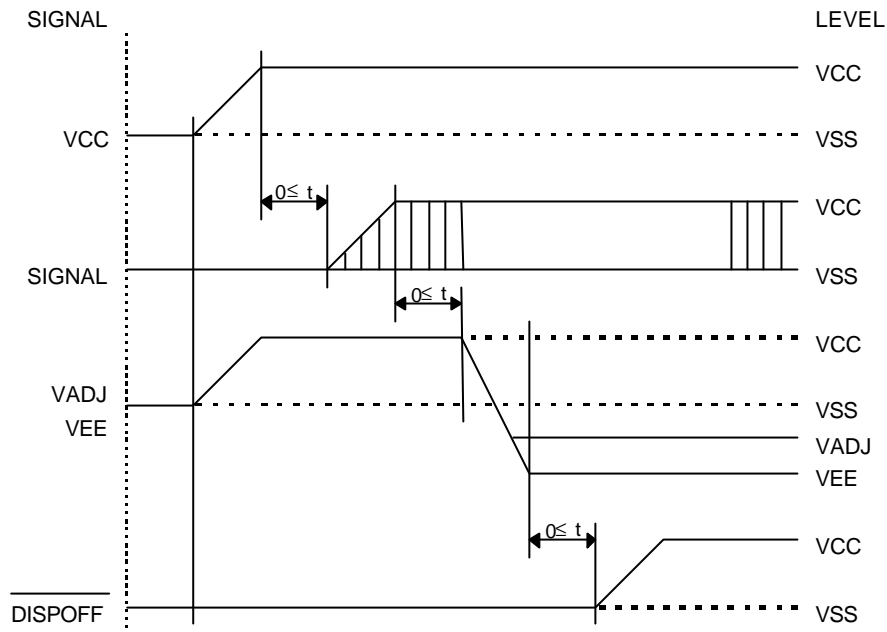 SIGNAL LEVEL
VCC
VCC VSS
0≤ t VCC
SIGNAL VSS
0≤ t
VCC
VADJ VSS
VEE
VADJ
VEE
0≤ t VCC
DISPOFF VSS